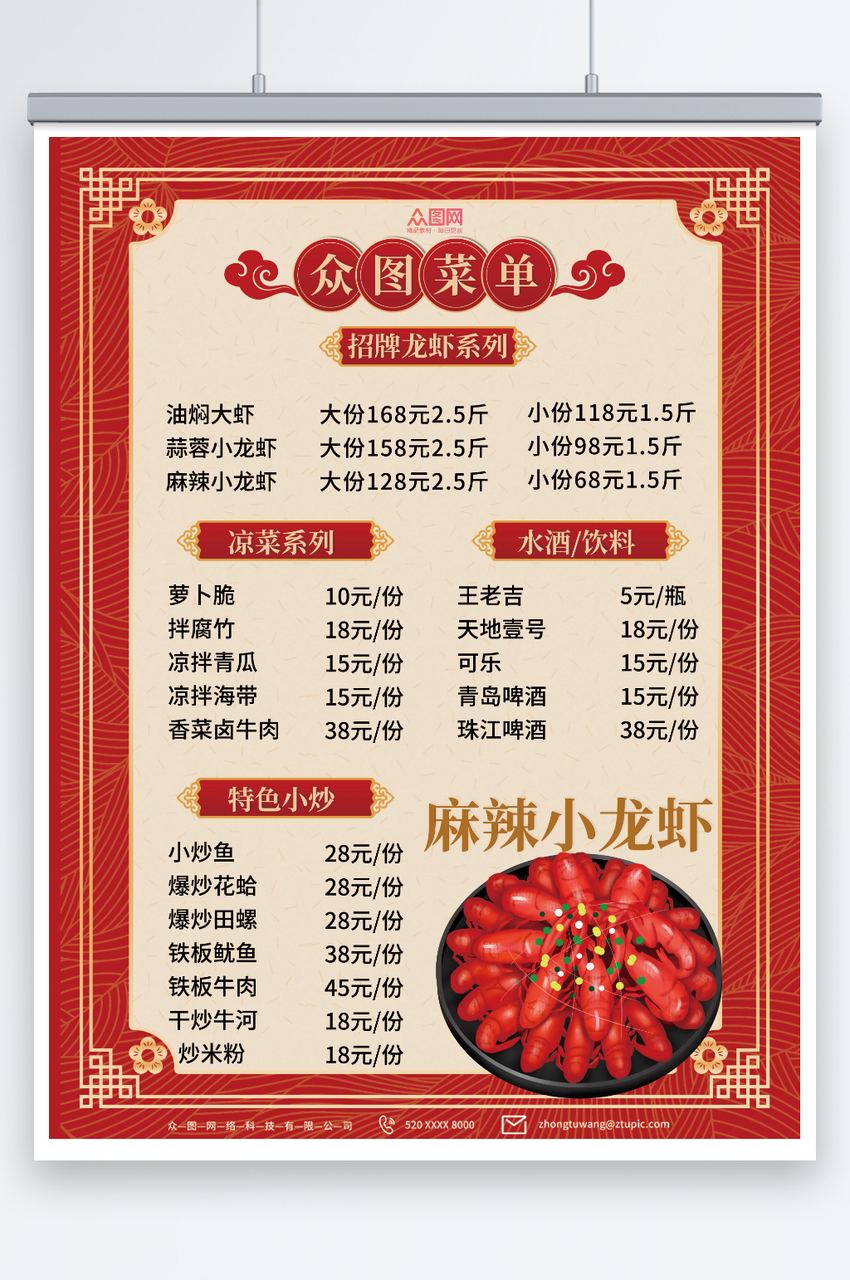 众图网
精品素材·每日更新
众图菜单
招牌龙虾系列
油焖大虾 大份168元2.5斤 小份118元1.5斤
蒜蓉小龙虾 大份158元2.5斤 小份98元1.5斤
麻辣小龙虾 大份128元2.5斤 小份68元1.5斤
凉菜系列
萝卜脆 10元/份
拌腐竹 18元/份
凉拌青瓜 15元/份
凉拌海带 15元/份
香菜卤牛肉 38元/份
水酒/饮料
王老吉 5元/瓶
天地壹号 18元/份
可乐 15元/份
青岛啤酒 15元/份
珠江啤酒 38元/份
特色小炒
小炒鱼 28元/份
爆炒花蛤 28元/份
爆炒田螺 28元/份
铁板鱿鱼 38元/份
铁板牛肉 45元/份
干炒牛河 18元/份
炒米粉 18元/份
麻辣小龙虾
众—图—网—络—科—技—有—限—公—司 520 XXXX 8000 zhongtuwang@ztupic.com